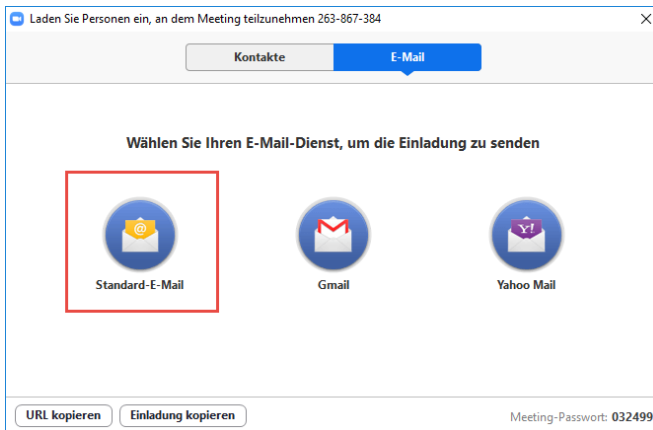 Laden Sie Personen ein, an dem Meeting teilzunehmen 263-867-384
Kontakte E-Mail
Wählen Sie Ihren E-Mail-Dienst, um die Einladung zu senden
@ Y!
Standard-E-Mail Gmail Yahoo Mail
URL kopieren Einladung kopieren Meeting-Passwort: 032499